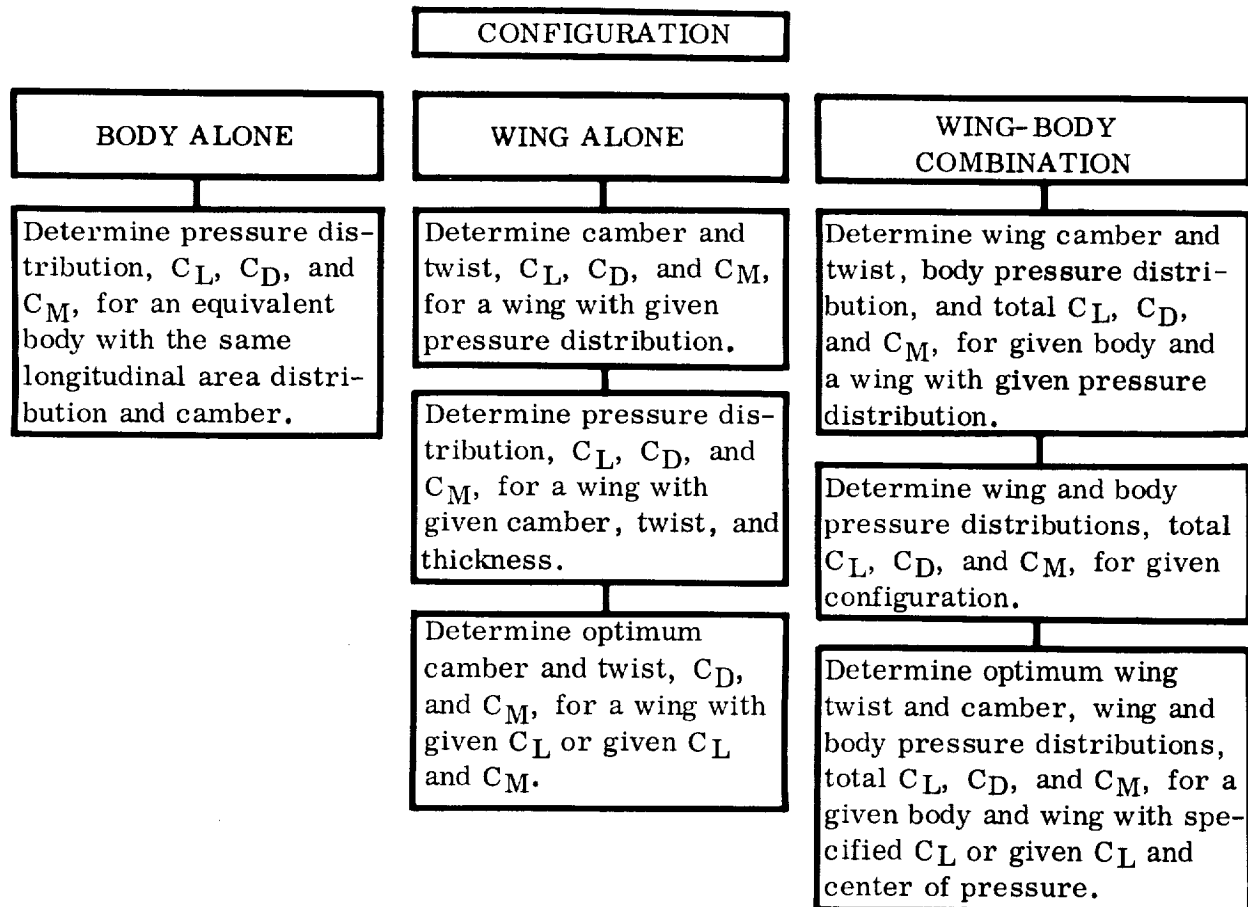 CONFIGURATION
BODY ALONE
Determine pressure dis-
tribution, CL, CD, and
CM, for an equivalent
body with the same
longitudinal area distri-
bution and camber.
WING ALONE
Determine camber and
twist, CL, CD, and CM,
for a wing with given
pressure distribution.
Determine pressure dis-
tribution, CL, CD, and
CM, for a wing with
given camber, twist, and
thickness.
Determine optimum
camber and twist, CD,
and CM, for a wing with
given CL or given CL
and CM.
WING-BODY
COMBINATION
Determine wing camber and
twist, body pressure distri-
bution, and total CL, CD,
and CM, for given body and
a wing with given pressure
distribution.
Determine wing and body
pressure distributions, total
CL, CD, and CM, for given
configuration.
Determine optimum wing
twist and camber, wing and
body pressure distributions,
total CL, CD, and CM, for a
given body and wing with spe-
cified CL or given CL and
center of pressure.